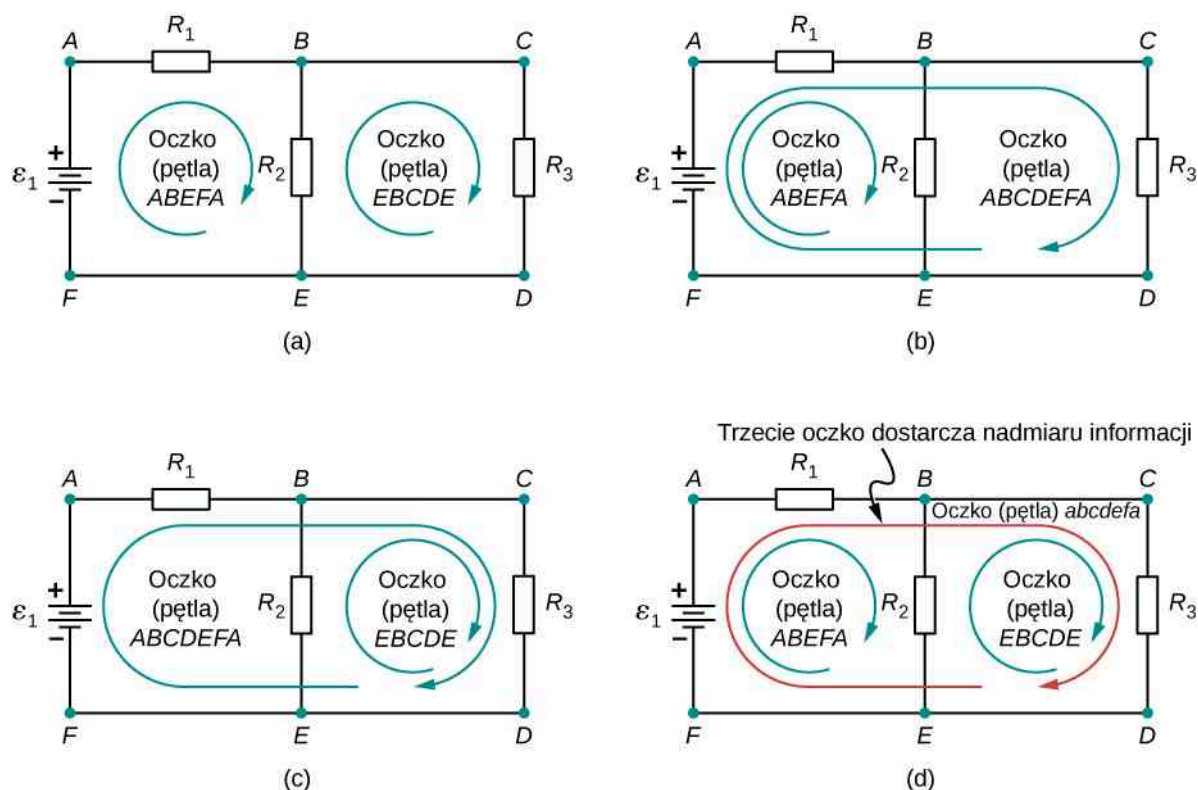 A
R1
B
C
Oczko
(pętla)
ABEFA
Oczko
(pętla)
EBCDE
+
ε1
−
R2
R3
F
E
D
(a)
A
R1
B
C
Oczko
(pętla)
ABEFA
Oczko
(pętla)
ABCDEFA
+
ε1
−
R2
R3
F
E
D
(b)
A
R1
B
C
Oczko
(pętla)
ABCDEFA
Oczko
(pętla)
EBCDE
+
ε1
−
R2
R3
F
E
D
(c)
Trzecie oczko dostarcza nadmiaru informacji
A
R1
B
C
Oczko (pętla) abcdefa
Oczko
(pętla)
ABEFA
Oczko
(pętla)
EBCDE
+
ε1
−
R2
R3
F
E
D
(d)